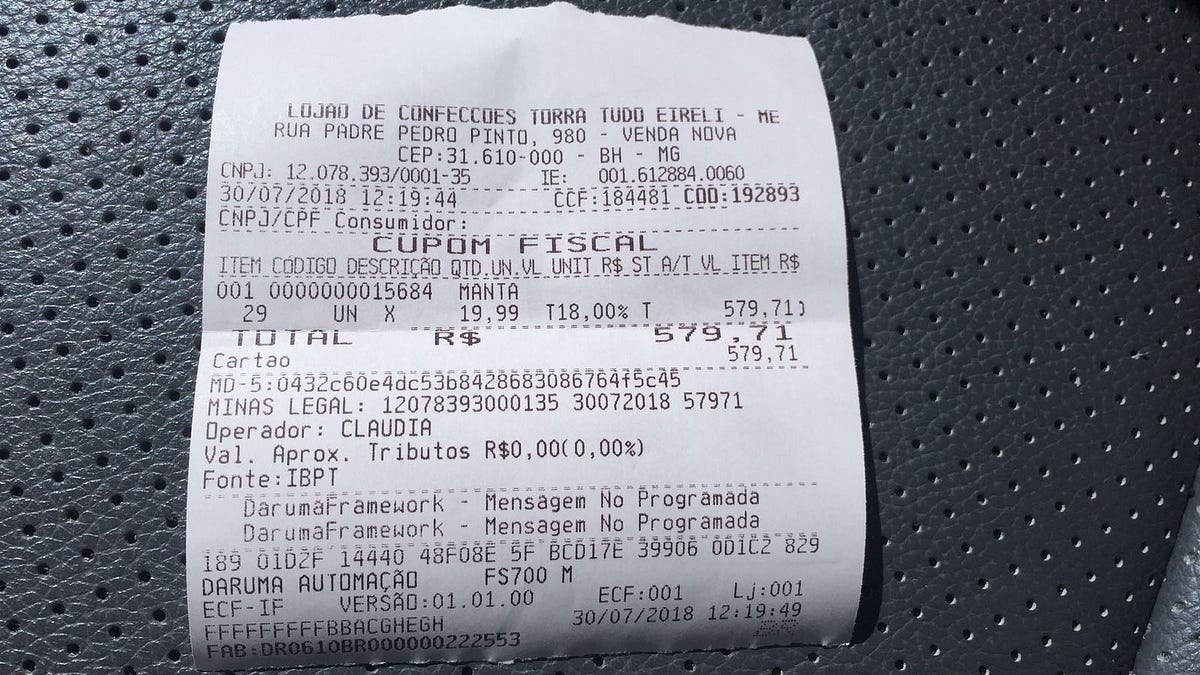 LOJAO DE CONFECCOES TORRA TUDO EIRELI - ME
RUA PADRE PEDRO PINTO, 980 - VENDA NOVA
CEP:31.610-000 - BH - MG
CNPJ: 12.078.393/0001-35 IE: 001.612884.0060
30/07/2018 12:19:44 CCF:184481 COO:192893
CNPJ/CPF Consumidor:
CUPOM FISCAL
ITEM CÓDIGO DESCRIÇÃO QTD.UN.VL UNIT R$ ST A/T VL ITEM R$
001 0000000015684 MANTA
29 UN X 19,99 T18,00% T 579,71}
TOTAL R$ 579,71
Cartao 579,71
MD-5:0432c60e4dc53b8428683086764f5c45
MINAS LEGAL: 12078393000135 30072018 57971
Operador: CLAUDIA
Val. Aprox. Tributos R$0,00(0,00%)
Fonte:IBPT
DarumaFramework - Mensagem No Programada
DarumaFramework - Mensagem No Programada
189 01D2F 14440 48F08E 5F BCD17E 39906 0D1C2 829
DARUMA AUTOMAÇÃO FS700 M
ECF-IF VERSÃO:01.01.00 ECF:001 Lj:001
FFFFFFFFFBBACGHEGH 30/07/2018 12:19:49
FAB:DR0610BR000000222553